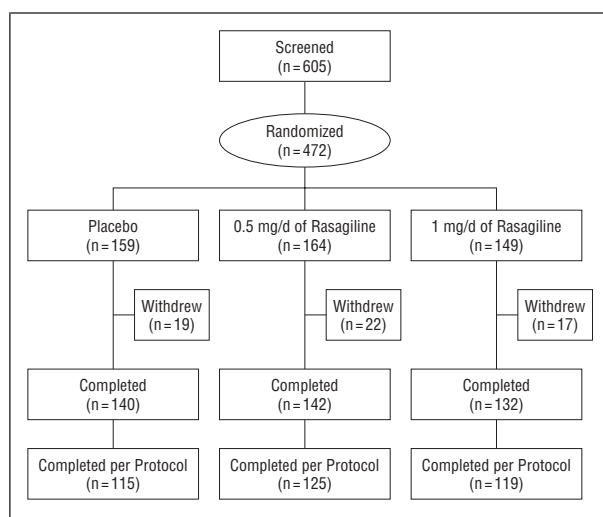 Screened
(n=605)
Randomized
(n=472)
Placebo
(n=159)
0.5 mg/d of Rasagiline
(n=164)
1 mg/d of Rasagiline
(n=149)
Withdrew
(n=19)
Withdrew
(n=22)
Withdrew
(n=17)
Completed
(n=140)
Completed
(n=142)
Completed
(n=132)
Completed per Protocol
(n=115)
Completed per Protocol
(n=125)
Completed per Protocol
(n=119)